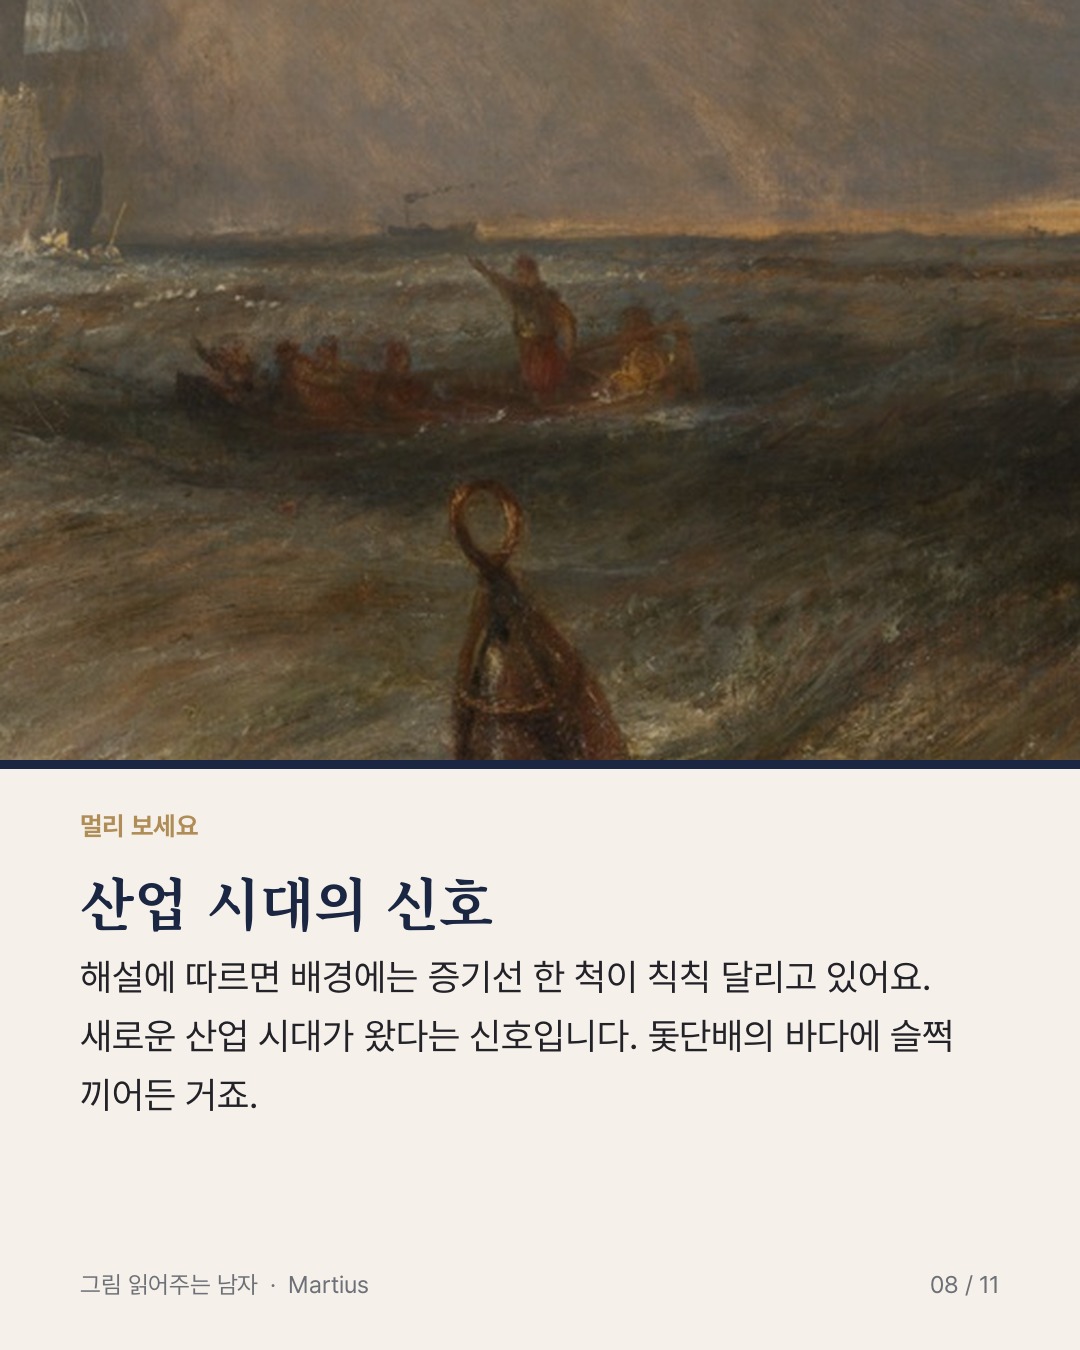 멀리 보세요
산업 시대의 신호
해설에 따르면 배경에는 증기선 한 척이 칙칙 달리고 있어요.
새로운 산업 시대가 왔다는 신호입니다. 돛단배의 바다에 슬쩍
끼어든 거죠.
그림 읽어주는 남자 · Martius
08 / 11